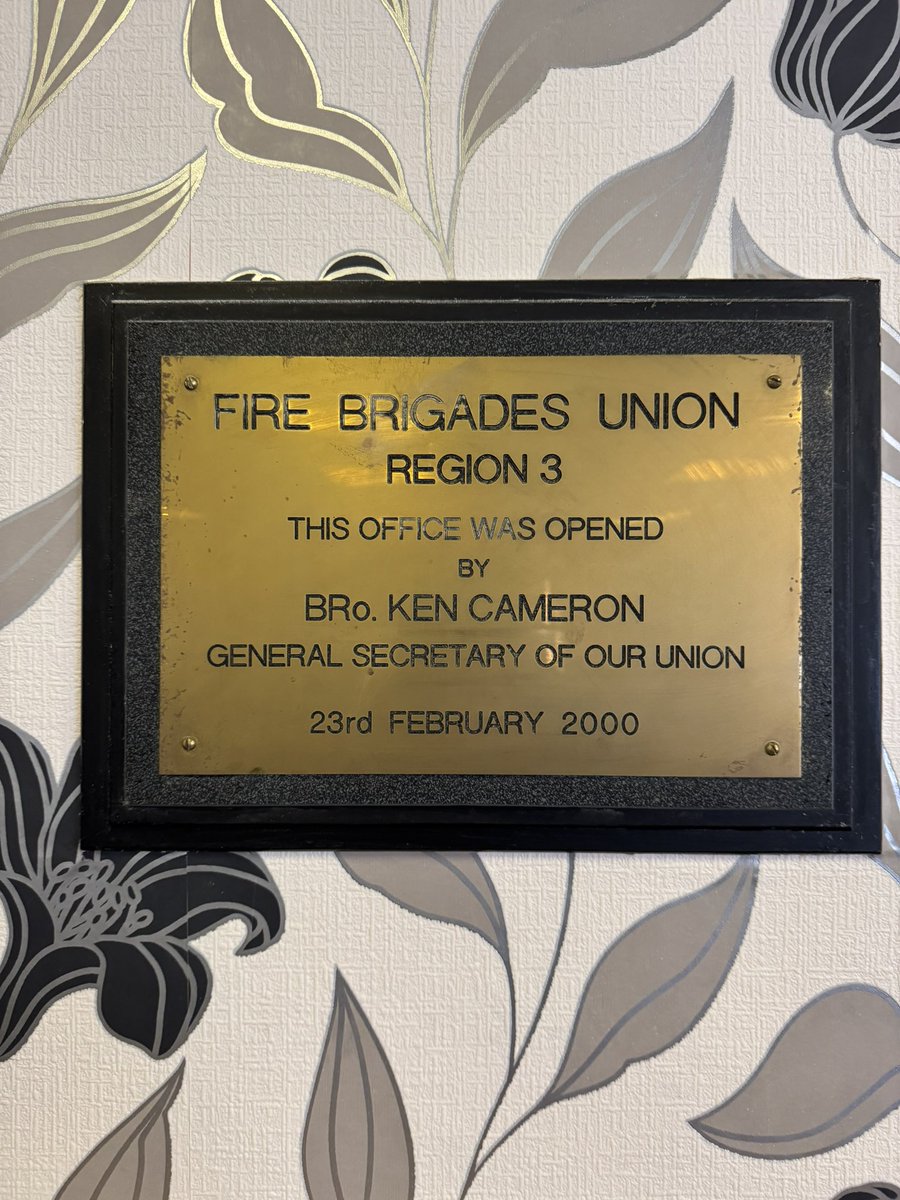 FIRE BRIGADES UNION
REGION 3
THIS OFFICE WAS OPENED
BY
BRo. KEN CAMERON
GENERAL SECRETARY OF OUR UNION
23rd FEBRUARY 2000